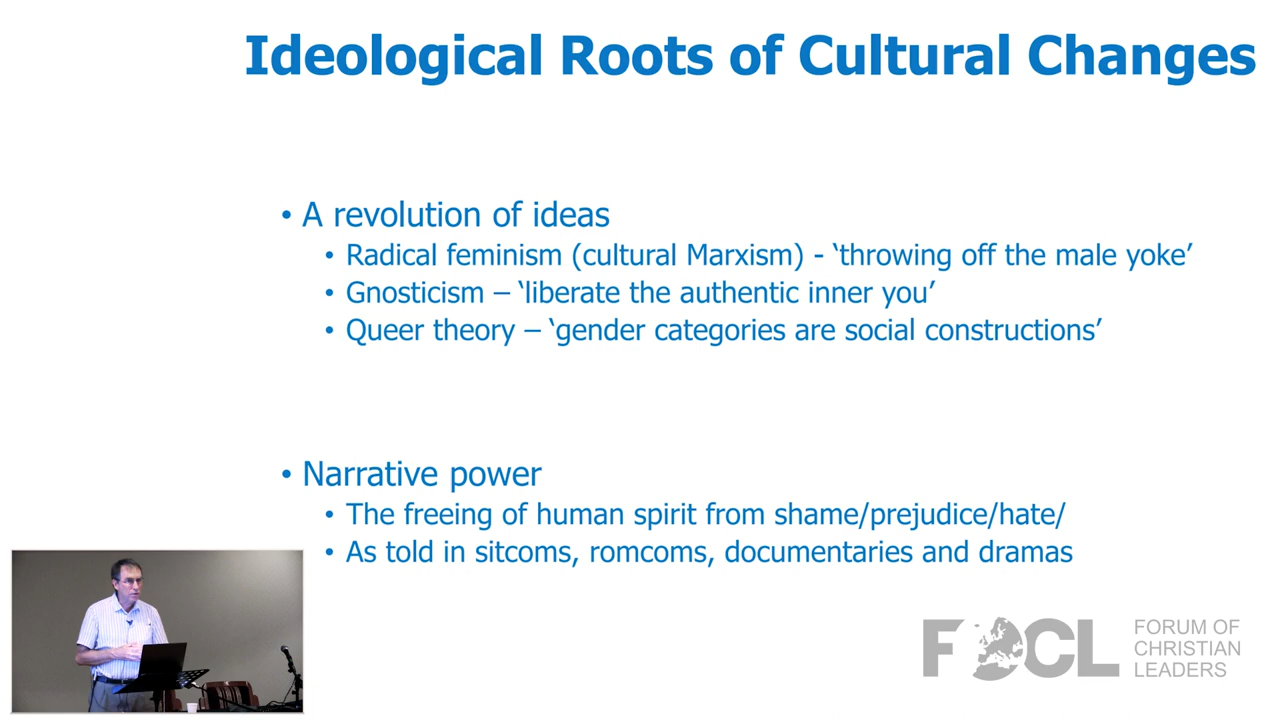 Ideological Roots of Cultural Changes
• A revolution of ideas
• Radical feminism (cultural Marxism) - ‘throwing off the male yoke’
• Gnosticism – ‘liberate the authentic inner you’
• Queer theory – ‘gender categories are social constructions’
• Narrative power
• The freeing of human spirit from shame/prejudice/hate/
• As told in sitcoms, romcoms, documentaries and dramas
FOCL
FORUM OF
CHRISTIAN
LEADERS